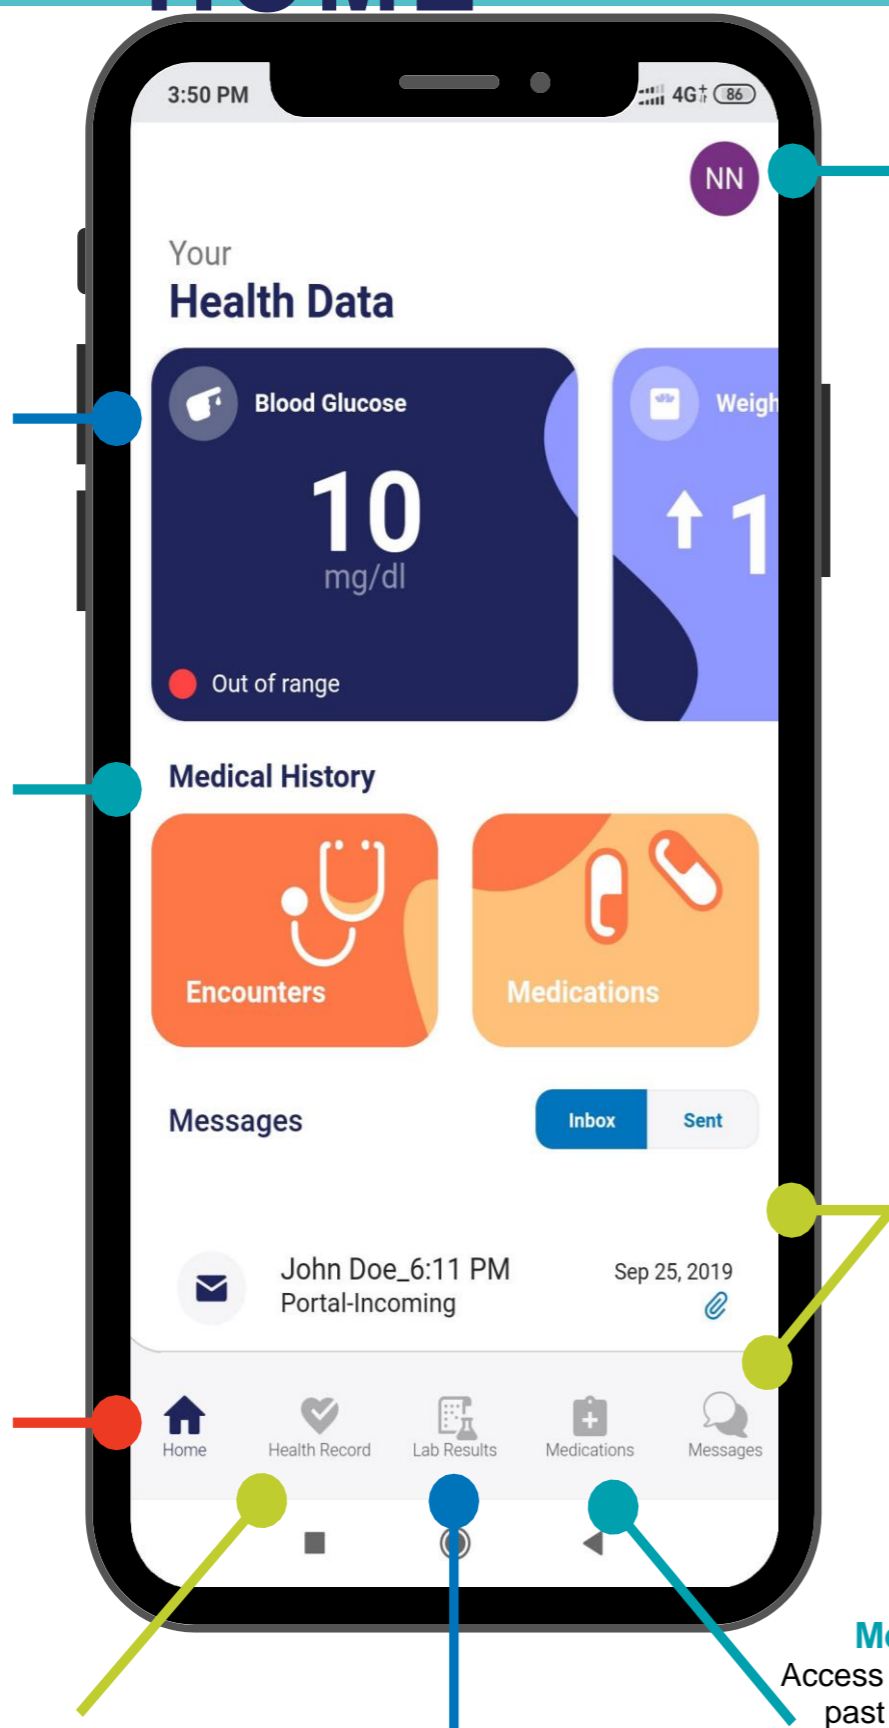 HOME
3:50 PM
4G+ 86
NN
Your
Health Data
Blood Glucose
10
mg/dl
Out of range
Weigh
1
Medical History
Encounters
Medications
Messages
Inbox
Sent
John Doe_6:11 PM
Sep 25, 2019
Portal-Incoming
Home
Health Record
Lab Results
Medications
Messages
Me
Access
past